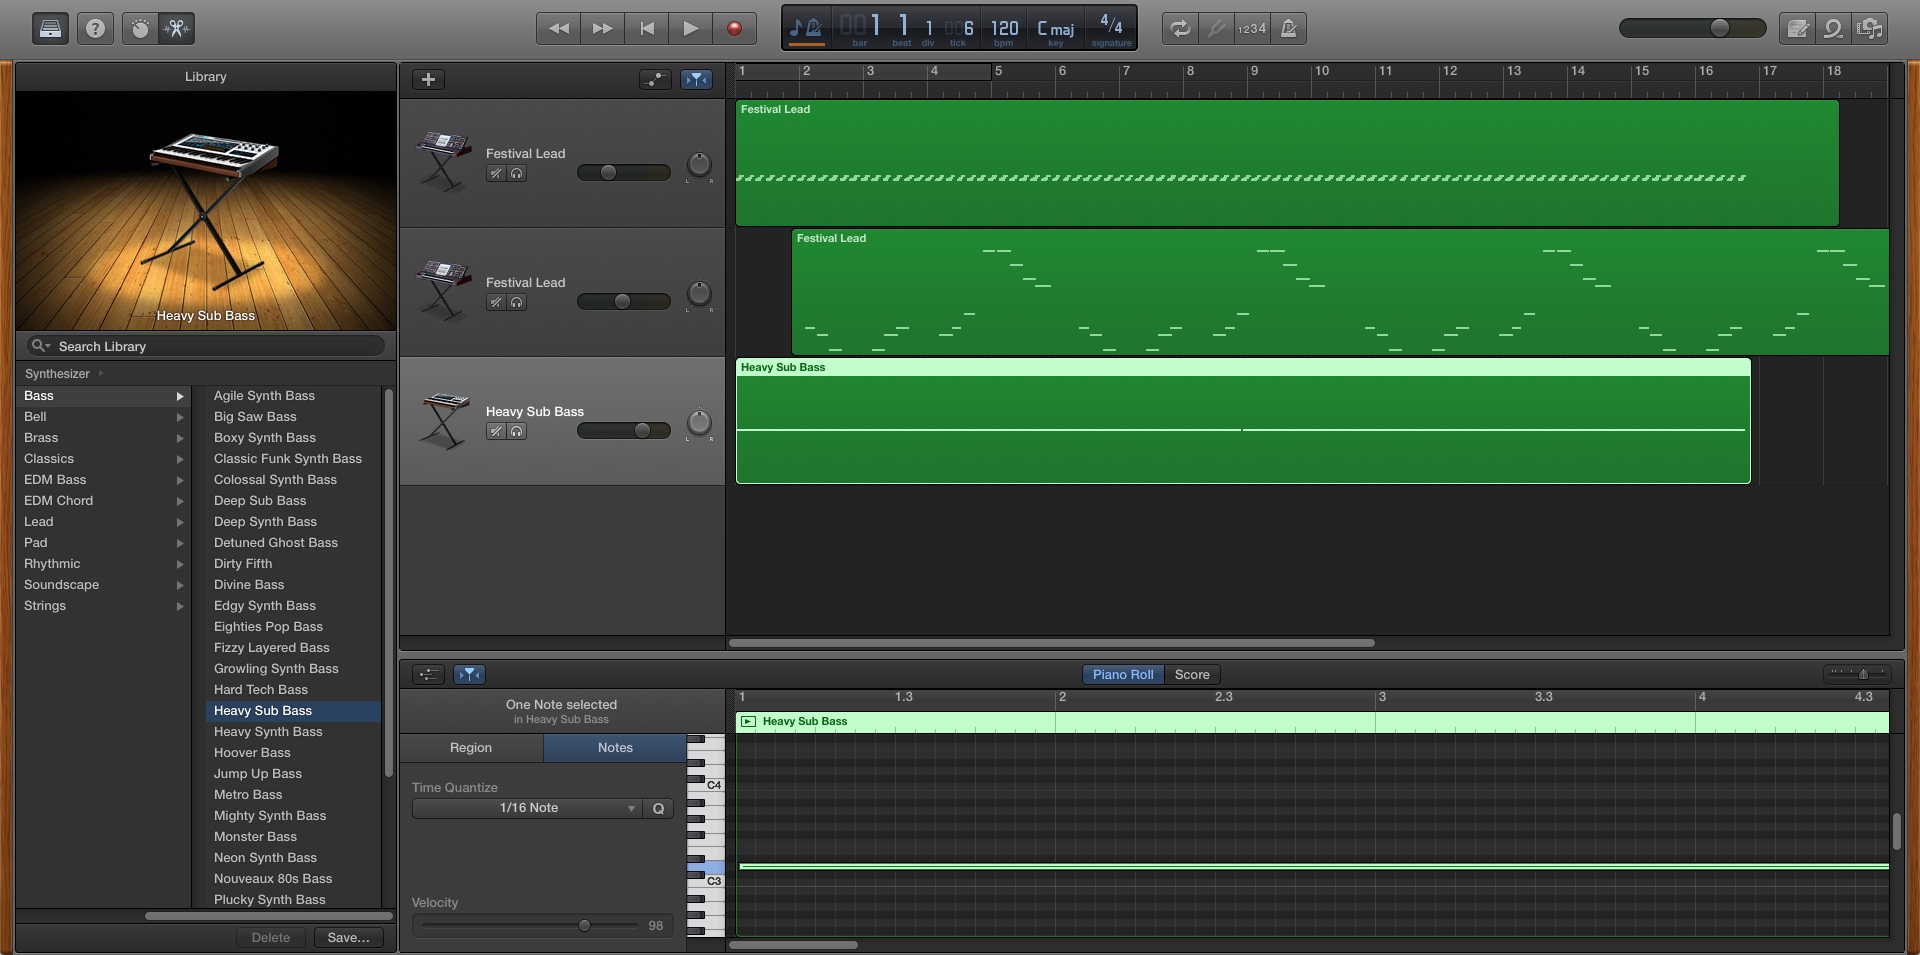 1234
00 1 1 1 00 6 120 C maj 4/4
bar beat div tick bpm key signature
Library
Heavy Sub Bass
Search Library
Synthesizer
Bass
Bell
Brass
Classics
EDM Bass
EDM Chord
Lead
Pad
Rhythmic
Soundscape
Strings
Agile Synth Bass
Big Saw Bass
Boxy Synth Bass
Classic Funk Synth Bass
Colossal Synth Bass
Deep Sub Bass
Deep Synth Bass
Detuned Ghost Bass
Dirty Fifth
Divine Bass
Edgy Synth Bass
Eighties Pop Bass
Fizzy Layered Bass
Growling Synth Bass
Hard Tech Bass
Heavy Sub Bass
Heavy Synth Bass
Hoover Bass
Jump Up Bass
Metro Bass
Mighty Synth Bass
Monster Bass
Neon Synth Bass
Nouveaux 80s Bass
Plucky Synth Bass
Delete Save...
1 2 3 4 5 6 7 8 9 10 11 12 13 14 15 16 17 18
Festival Lead
L R
Festival Lead
Festival Lead
L R
Festival Lead
Heavy Sub Bass
L R
Heavy Sub Bass
Piano Roll Score
One Note selected
in Heavy Sub Bass
Region Notes
Time Quantize
1/16 Note Q
Velocity
98
1 1.3 2 2.3 3 3.3 4 4.3
Heavy Sub Bass
C4
C3